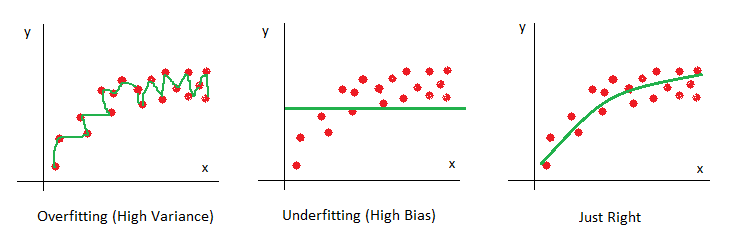 y
x
Overfitting (High Variance)
y
x
Underfitting (High Bias)
y
x
Just Right